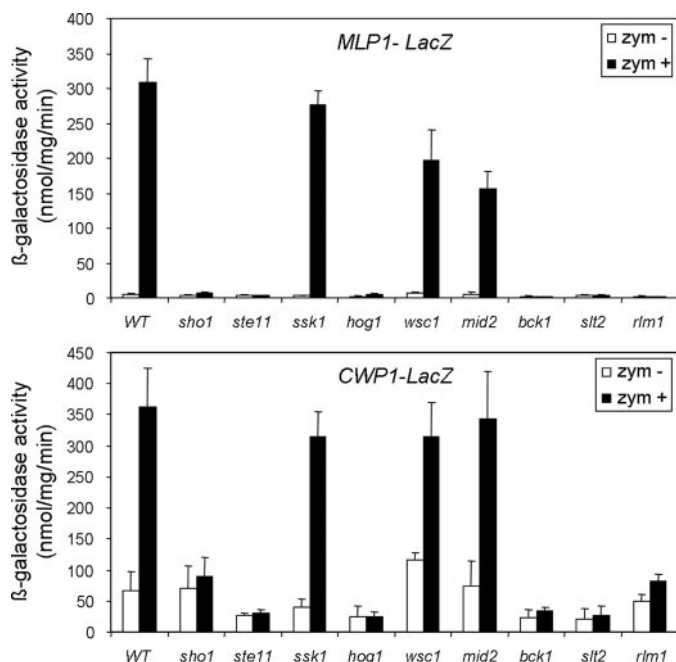 400
350
300
250
200
150
100
50
0
ß-galactosidase activity
(nmol/mg/min)
MLP1- LacZ
zym -
zym +
WT sho1 ste11 ssk1 hog1 wsc1 mid2 bck1 slt2 rlm1
450
400
350
300
250
200
150
100
50
0
ß-galactosidase activity
(nmol/mg/min)
CWP1-LacZ
zym -
zym +
WT sho1 ste11 ssk1 hog1 wsc1 mid2 bck1 slt2 rlm1